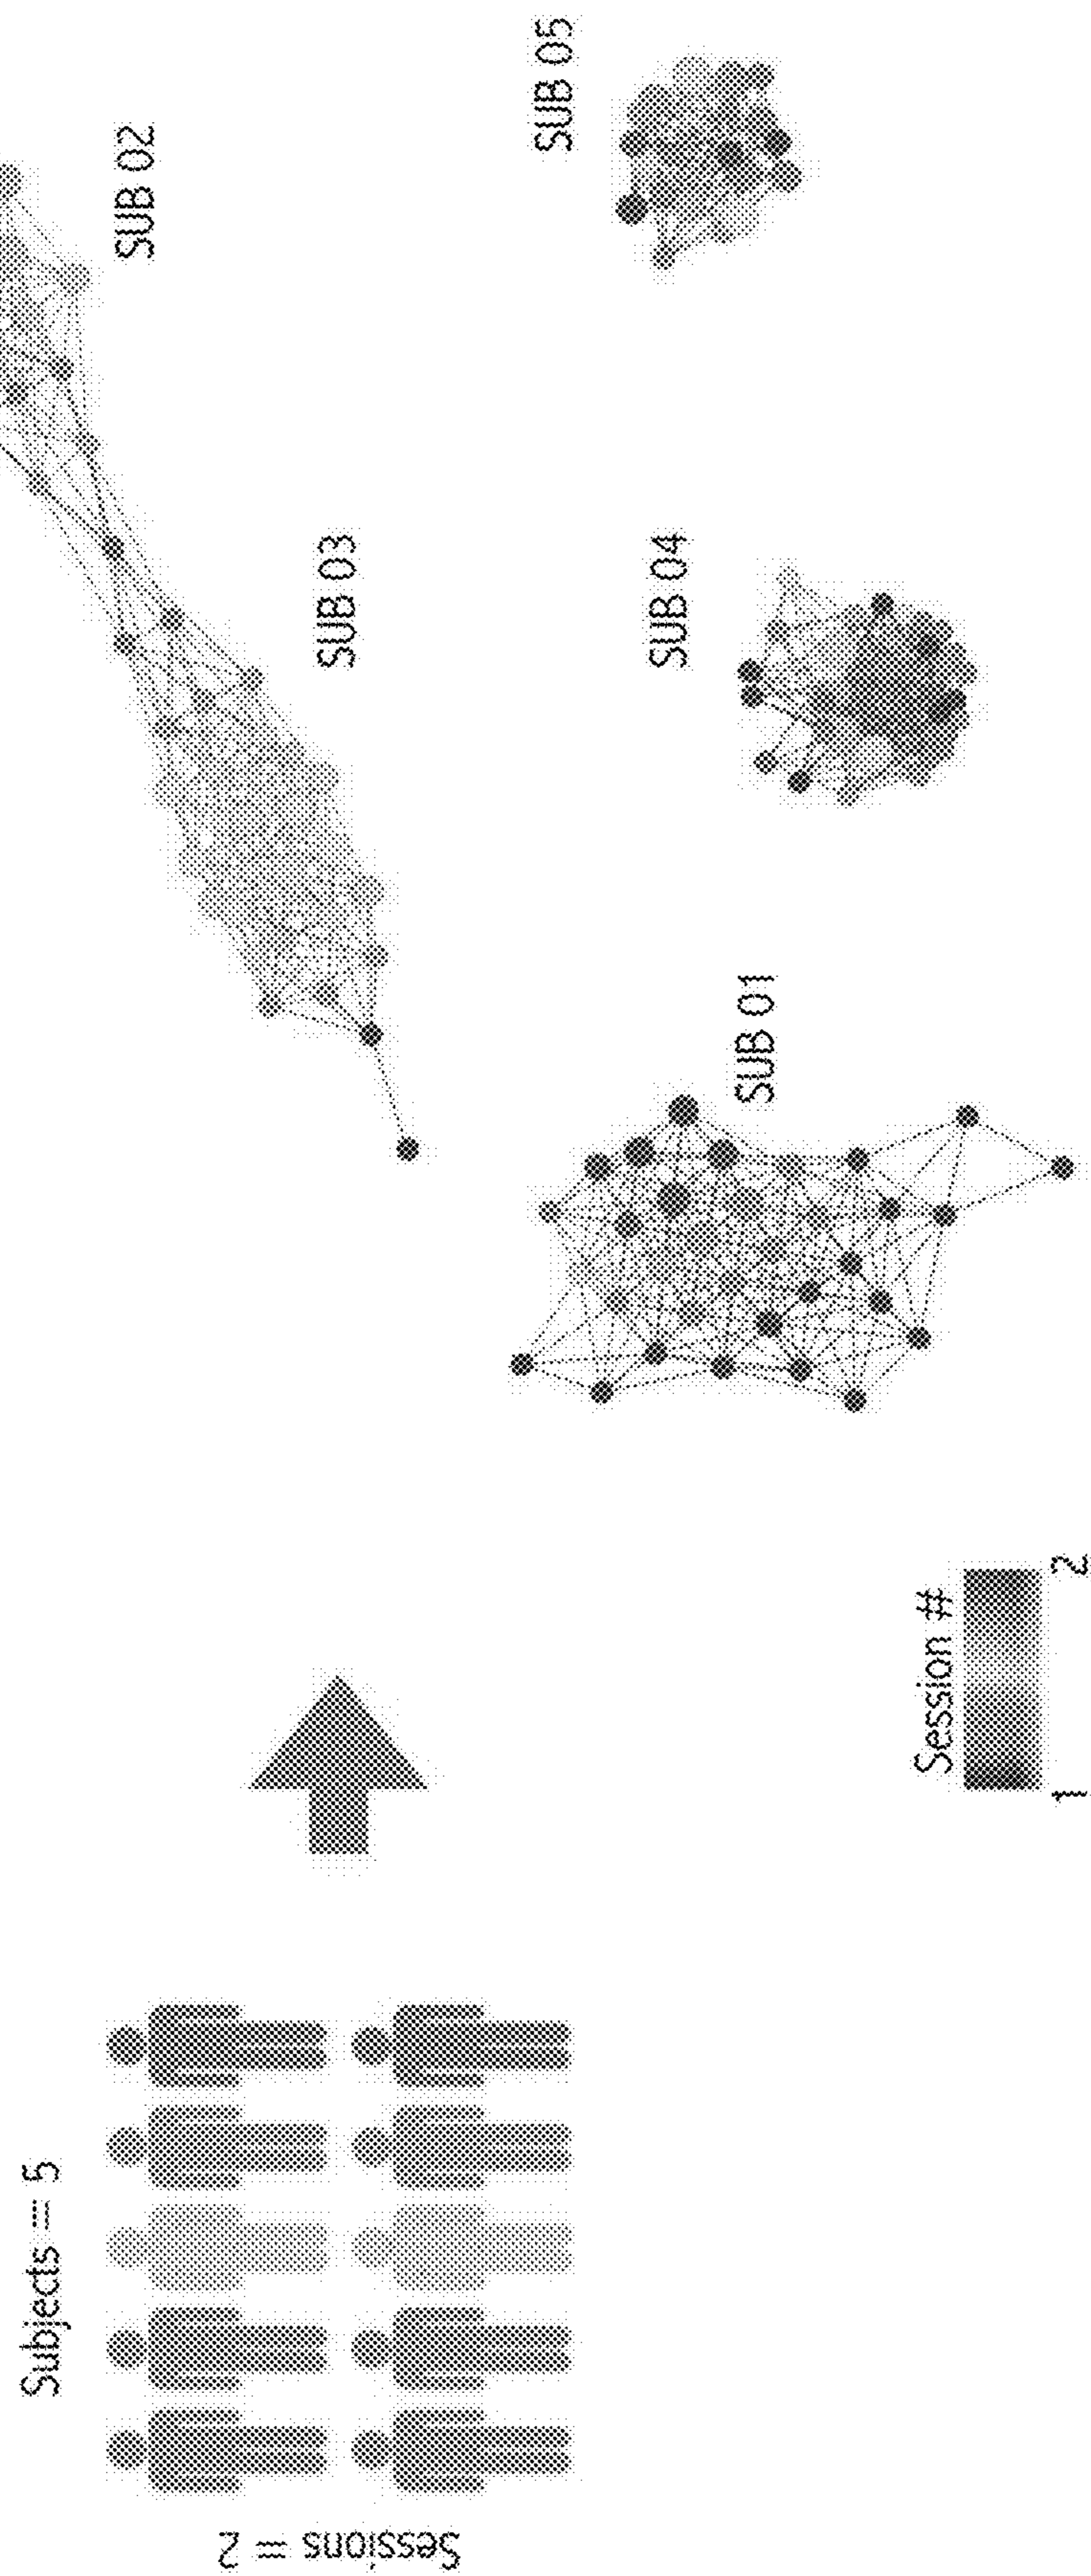 Subjects = 5
Sessions = 2
SUB 02
SUB 03
SUB 05
SUB 04
SUB 01
Session #
1
2